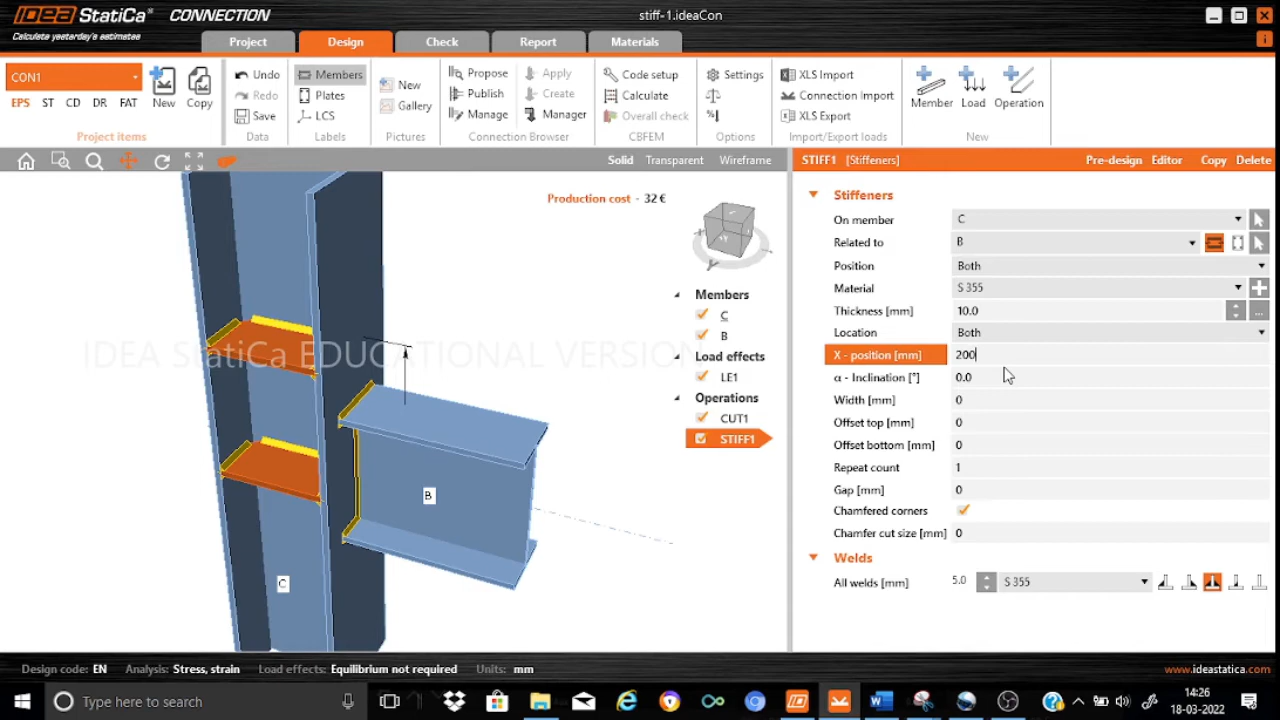 IDEA StatiCa® CONNECTION
Calculate yesterday's estimates
stiff-1.ideaCon
i
Project Design Check Report Materials
CON1
EPS ST CD DR FAT
New Copy
Project items
Undo
Redo
Save
Data
Members
Plates
LCS
Labels
New
Gallery
Pictures
Propose Apply
Publish Create
Manage Manager
Connection Browser
Code setup
Calculate
Overall check
CBFEM
Settings
Options
XLS Import
Connection Import
XLS Export
Import/Export loads
Member Load Operation
New
Solid Transparent Wireframe
Production cost - 32 €
IDEA StatiCa EDUCATIONAL VERSION
B
C
Members
C
B
Load effects
LE1
Operations
CUT1
STIFF1
STIFF1 [Stiffeners] Pre-design Editor Copy Delete
Stiffeners
On member C
Related to B
Position Both
Material S 355
Thickness [mm] 10.0
Location Both
X - position [mm] 200
α - Inclination [°] 0.0
Width [mm] 0
Offset top [mm] 0
Offset bottom [mm] 0
Repeat count 1
Gap [mm] 0
Chamfered corners
Chamfer cut size [mm] 0
Welds
All welds [mm] 5.0 S 355
Design code: EN Analysis: Stress, strain Load effects: Equilibrium not required Units: mm
www.ideastatica.com
Type here to search
14:26
18-03-2022